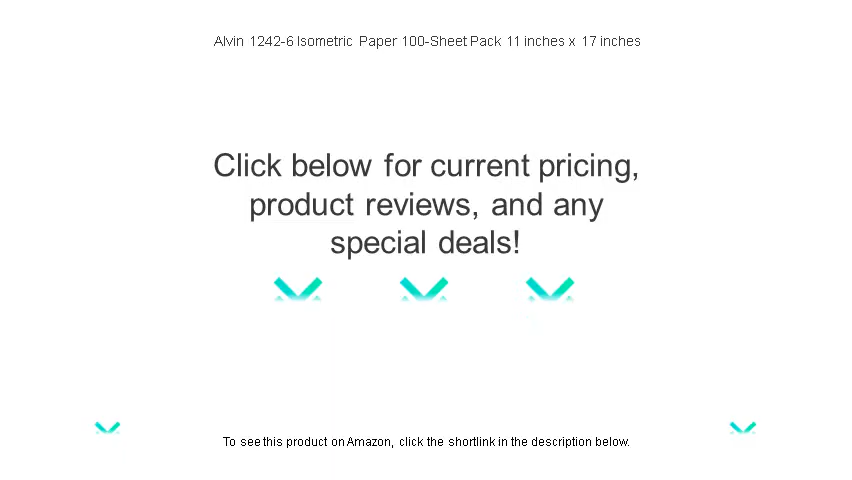 Alvin 1242-6 Isometric Paper 100-Sheet Pack 11 inches x 17 inches
Click below for current pricing,
product reviews, and any
special deals!
To see this product on Amazon, click the shortlink in the description below.